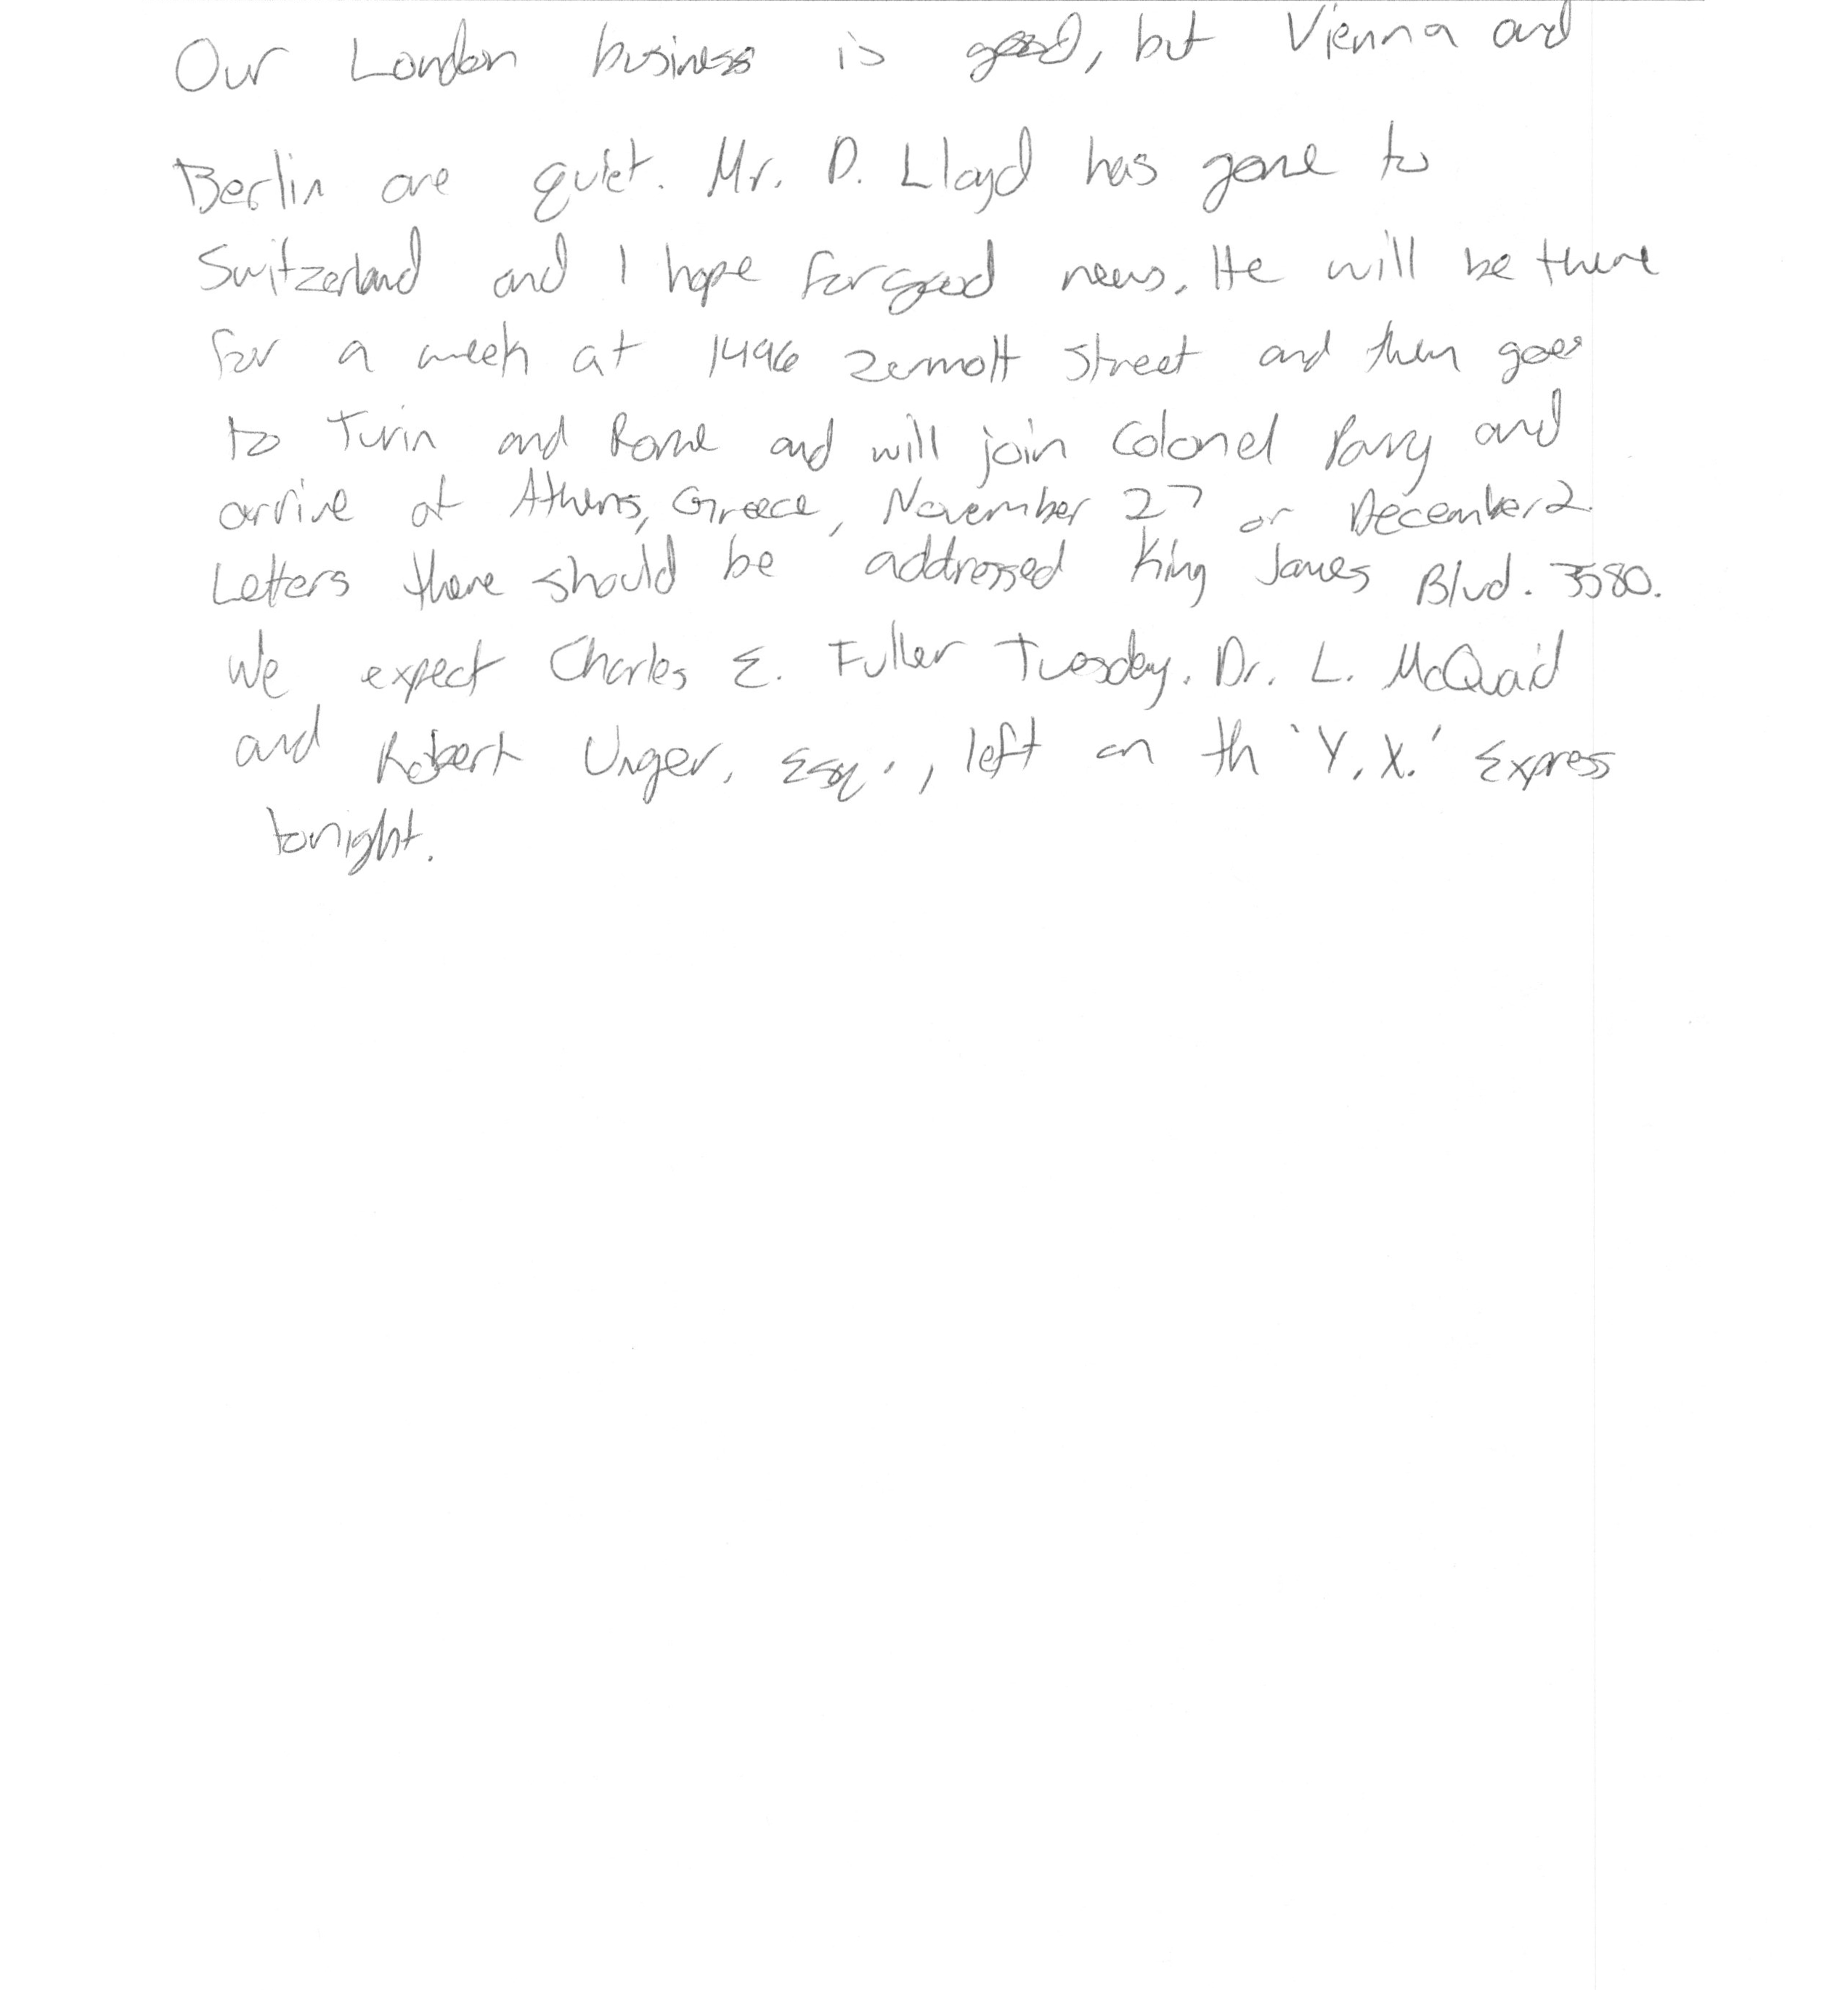 Our London business is good, but Vienna and
Berlin are quiet. Mr. D. Lloyd has gone to
Switzerland and I hope for good news. He will be there
for a week at 1496 Zermott Street and then goes
to Turin and Rome and will join Colonel Parry and
arrive at Athens, Greece, November 27 or December 2.
Letters there should be addressed King James Blvd. 3580.
We expect Charles E. Fuller Tuesday. Dr. L. McQuaid
and Robert Unger, Esq., left on th 'Y.X.' Express
tonight.